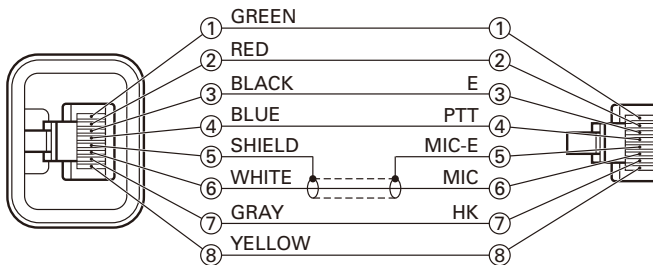 ① GREEN ①
② RED ②
③ BLACK E ③
④ BLUE PTT ④
⑤ SHIELD MIC-E ⑤
⑥ WHITE MIC ⑥
⑦ GRAY HK ⑦
⑧ YELLOW ⑧